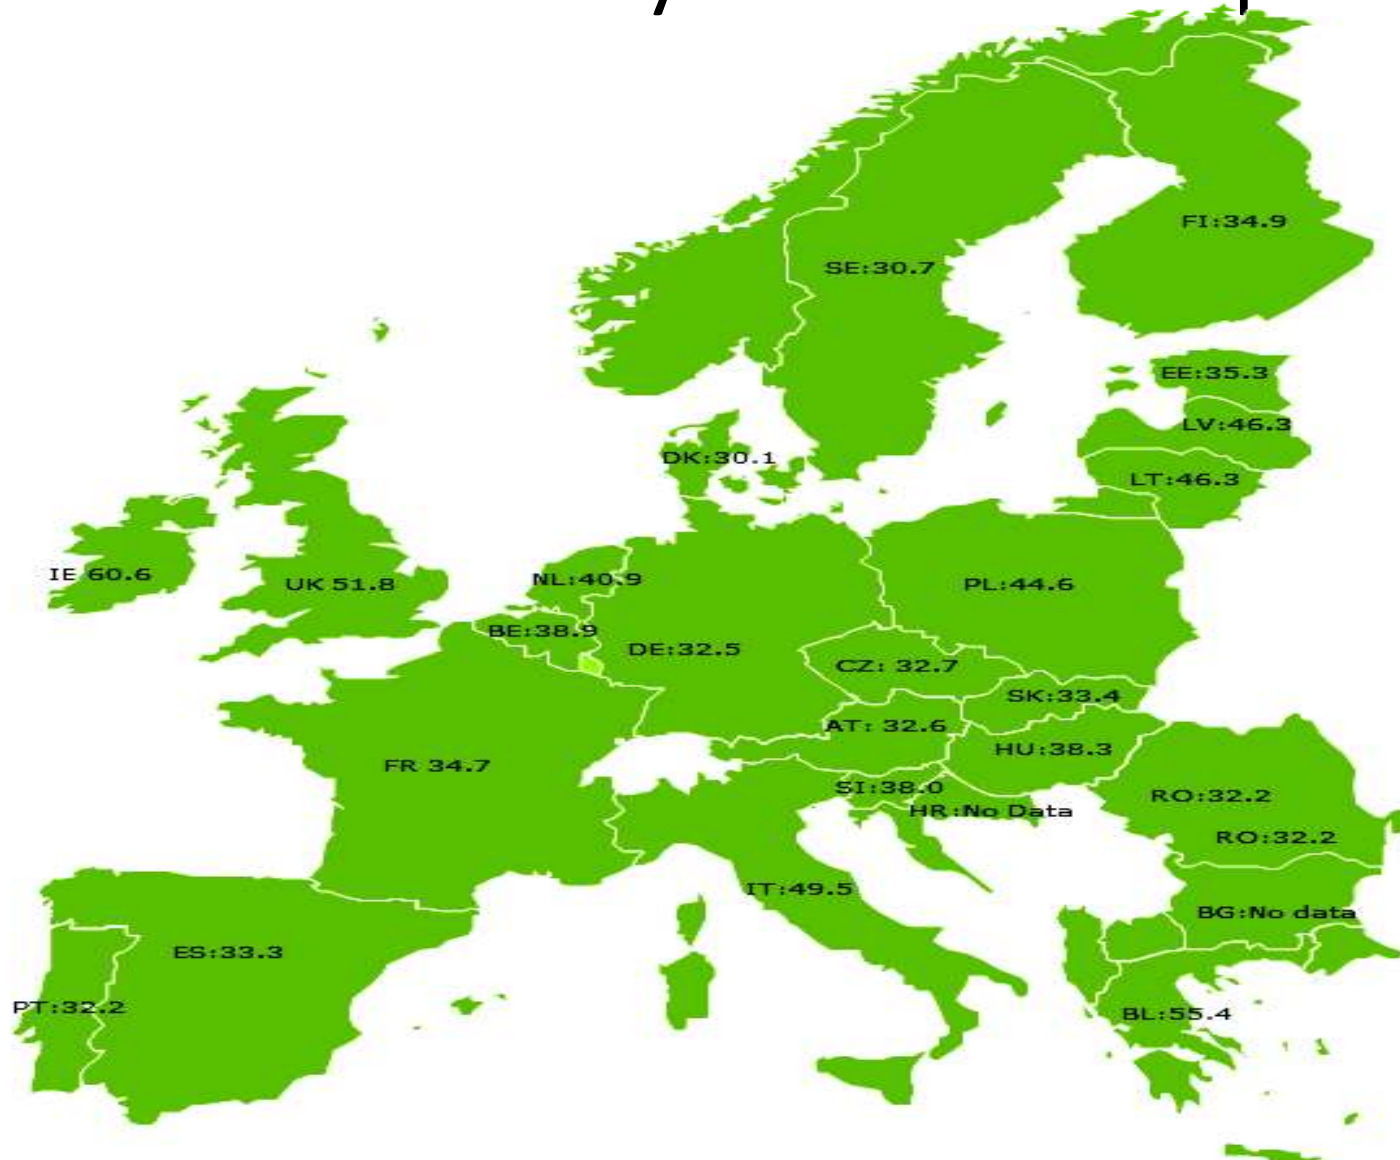 FI:34.9
SE:30.7
EE:35.3
LV:46.3
DK:30.1
LT:46.3
IE 60.6
UK 51.8
NL:40.9
PL:44.6
BE:38.9
DE:32.5
CZ: 32.7
SK:33.4
AT: 32.6
HU:38.3
FR 34.7
SI:38.0
RO:32.2
HR:No Data
RO:32.2
IT:49.5
BG:No data
ES:33.3
PT:32.2
BL:55.4